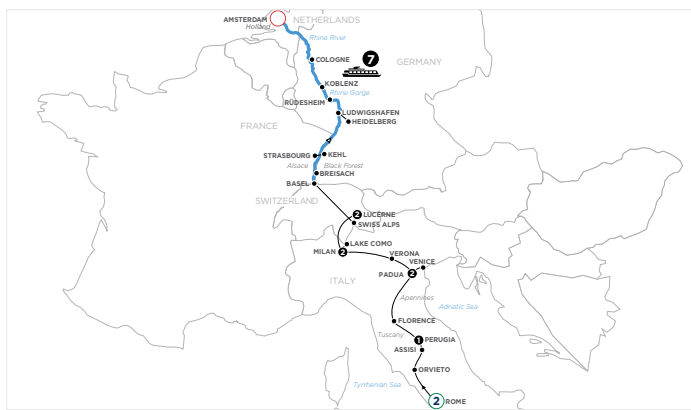 AMSTERDAM
NETHERLANDS
Holland
Rhine River
COLOGNE
7
GERMANY
KOBLENZ
Rhine Gorge
RÜDESHEIM
LUDWIGSHAFEN
HEIDELBERG
FRANCE
STRASBOURG
KEHL
Alsace
Black Forest
BREISACH
BASEL
SWITZERLAND
2
LUCERNE
SWISS ALPS
LAKE COMO
MILAN
2
VERONA
VENICE
PADUA
2
ITALY
Apennines
Adriatic Sea
FLORENCE
Tuscany
1
PERUGIA
ASSISI
ORVIETO
Tyrrhenian Sea
2
ROME